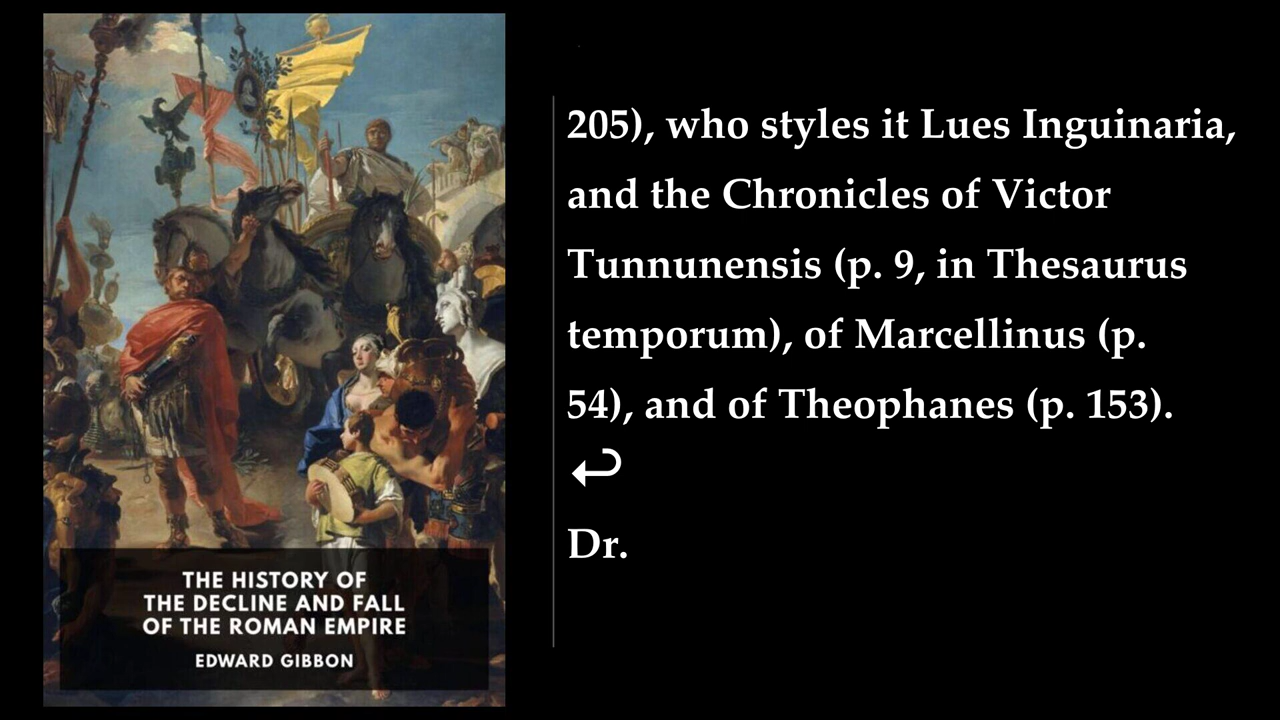 THE HISTORY OF
THE DECLINE AND FALL
OF THE ROMAN EMPIRE
EDWARD GIBBON
205), who styles it Lues Inguinaria,
and the Chronicles of Victor
Tunnunensis (p. 9, in Thesaurus
temporum), of Marcellinus (p.
54), and of Theophanes (p. 153).
↩
Dr.